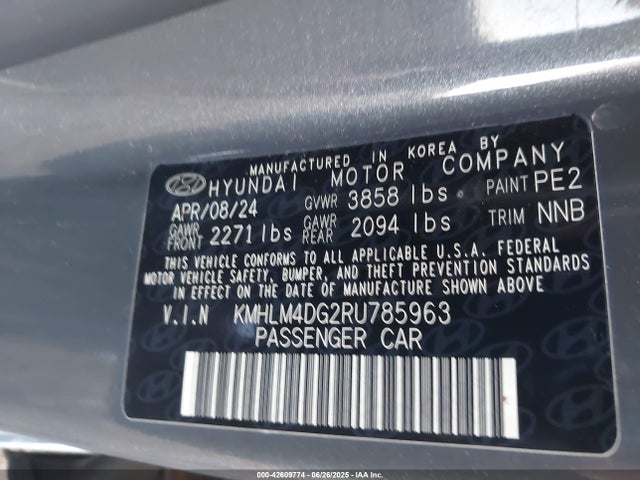 MANUFACTURED IN KOREA BY
HYUNDAI MOTOR COMPANY
APR/08/24 GVWR 3858 lbs PAINT PE2
GAWR FRONT 2271 lbs GAWR REAR 2094 lbs TRIM NNB
THIS VEHICLE CONFORMS TO ALL APPLICABLE U.S.A. FEDERAL
MOTOR VEHICLE SAFETY, BUMPER, AND THEFT PREVENTION STANDARDS
IN EFFECT ON THE DATE OF MANUFACTURE SHOWN ABOVE
V.I.N KMHLM4DG2RU785963
PASSENGER CAR
000-42609774 - 06/26/2025 - IAA Inc.